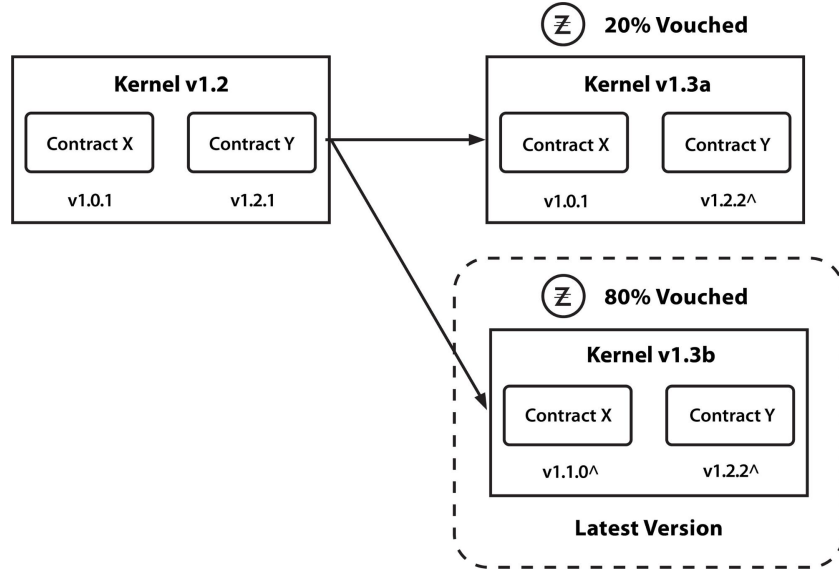 Ƶ 20% Vouched
Kernel v1.2
Contract X Contract Y
v1.0.1 v1.2.1
Kernel v1.3a
Contract X Contract Y
v1.0.1 v1.2.2^
Ƶ 80% Vouched
Kernel v1.3b
Contract X Contract Y
v1.1.0^ v1.2.2^
Latest Version